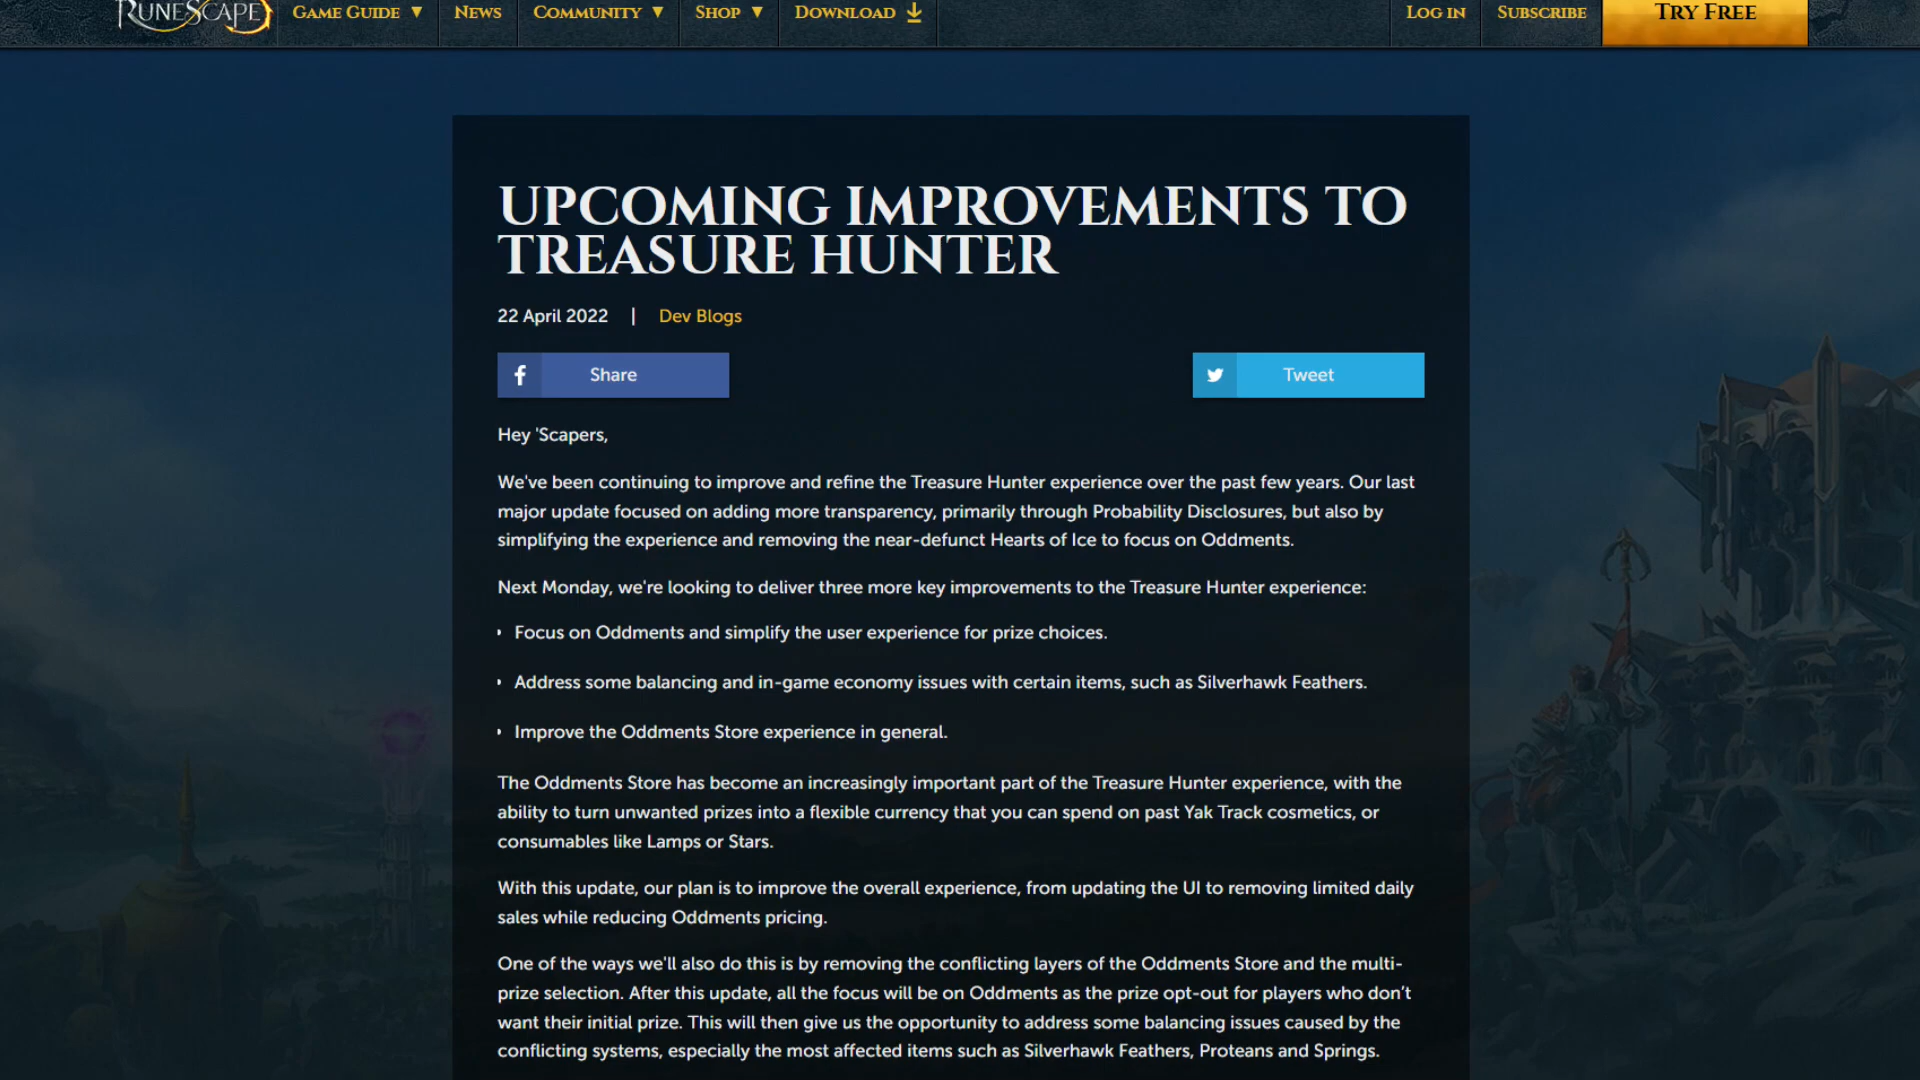 RUNESCAPE GAME GUIDE ▼ NEWS COMMUNITY ▼ SHOP ▼ DOWNLOAD LOG IN SUBSCRIBE TRY FREE
UPCOMING IMPROVEMENTS TO
TREASURE HUNTER
22 April 2022 | Dev Blogs
Share Tweet
Hey 'Scapers,
We've been continuing to improve and refine the Treasure Hunter experience over the past few years. Our last
major update focused on adding more transparency, primarily through Probability Disclosures, but also by
simplifying the experience and removing the near-defunct Hearts of Ice to focus on Oddments.
Next Monday, we're looking to deliver three more key improvements to the Treasure Hunter experience:
• Focus on Oddments and simplify the user experience for prize choices.
• Address some balancing and in-game economy issues with certain items, such as Silverhawk Feathers.
• Improve the Oddments Store experience in general.
The Oddments Store has become an increasingly important part of the Treasure Hunter experience, with the
ability to turn unwanted prizes into a flexible currency that you can spend on past Yak Track cosmetics, or
consumables like Lamps or Stars.
With this update, our plan is to improve the overall experience, from updating the UI to removing limited daily
sales while reducing Oddments pricing.
One of the ways we'll also do this is by removing the conflicting layers of the Oddments Store and the multi-
prize selection. After this update, all the focus will be on Oddments as the prize opt-out for players who don’t
want their initial prize. This will then give us the opportunity to address some balancing issues caused by the
conflicting systems, especially the most affected items such as Silverhawk Feathers, Proteans and Springs.